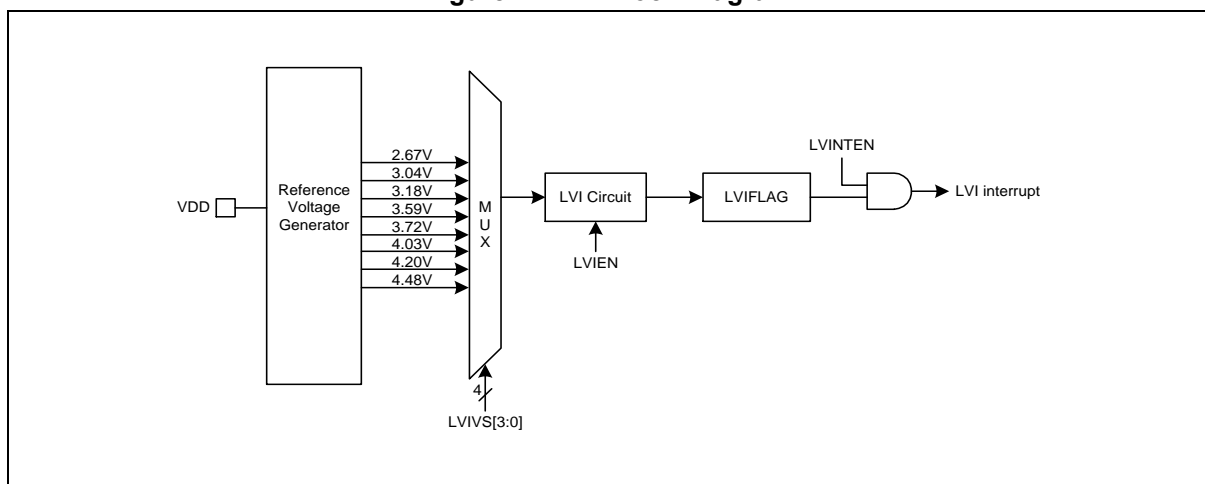 2.67V
3.04V
3.18V
3.59V
3.72V
4.03V
4.20V
4.48V
VDD
Reference
Voltage
Generator
M
U
X
LVI Circuit
LVIEN
LVIFLAG
LVINTEN
LVI interrupt
4
LVIVS[3:0]